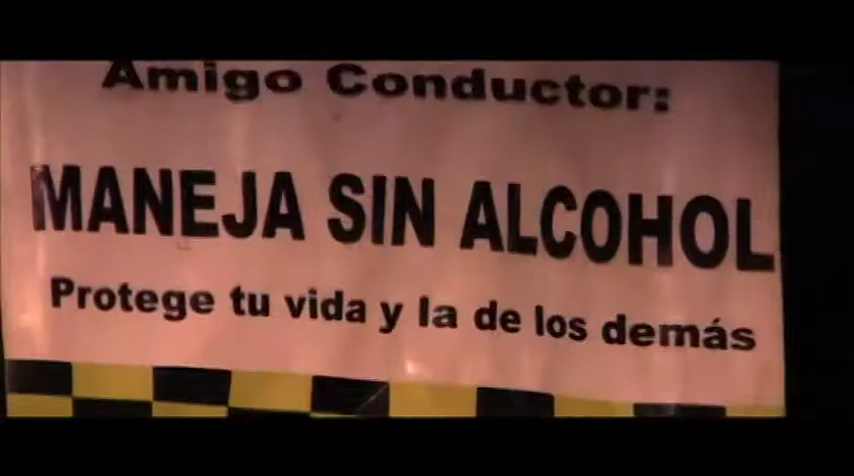 Amigo Conductor:
MANEJA SIN ALCOHOL
Protege tu vida y la de los demás